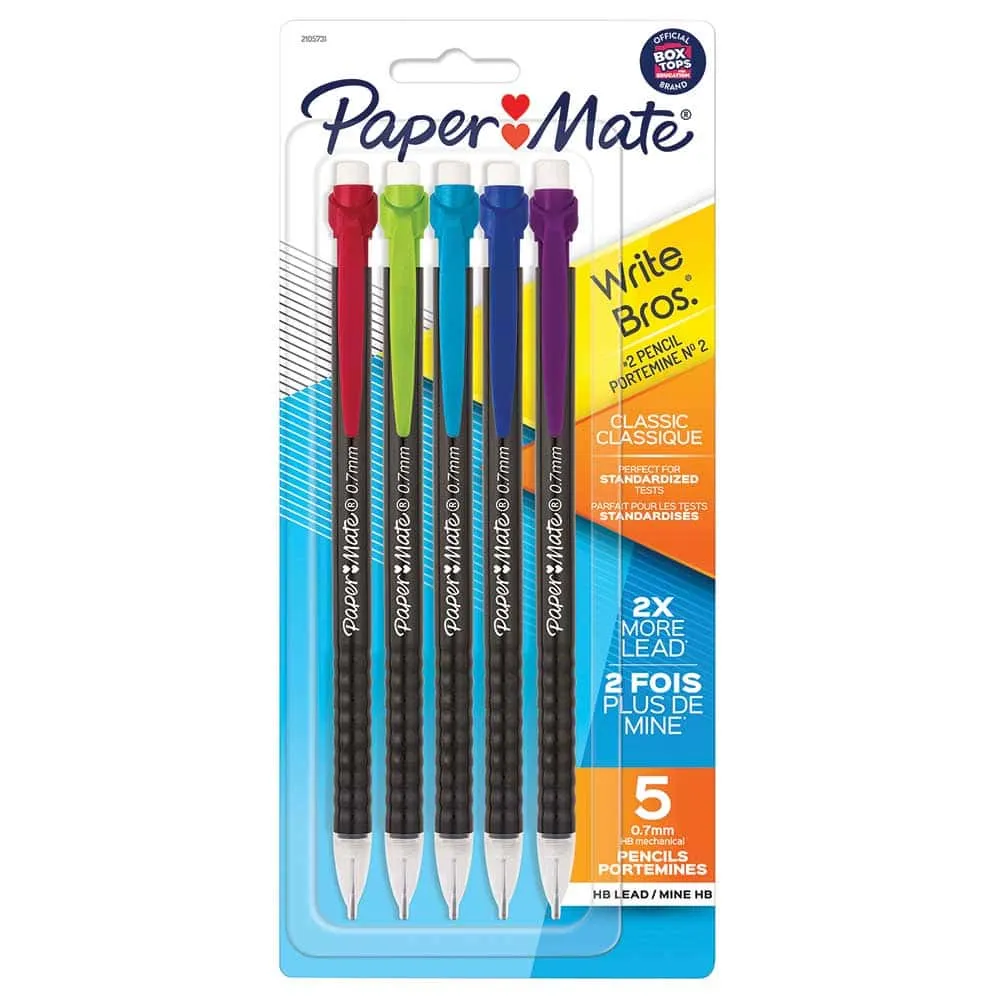 2105731
OFFICIAL
BOX
TOPS
FOR
EDUCATION
BRAND
Paper Mate®
Write
Bros.®
#2 PENCIL
PORTEMINE Nº 2
CLASSIC
CLASSIQUE
PERFECT FOR
STANDARDIZED
TESTS
PARFAIT POUR LES TESTS
STANDARDISÉS
Paper Mate® 0.7mm
Paper Mate® 0.7mm
Paper Mate® 0.7mm
Paper Mate® 0.7mm
Paper Mate® 0.7mm
2X
MORE
LEAD*
2 FOIS
PLUS DE
MINE*
5
0.7mm
HB mechanical
PENCILS
PORTEMINES
HB LEAD / MINE HB